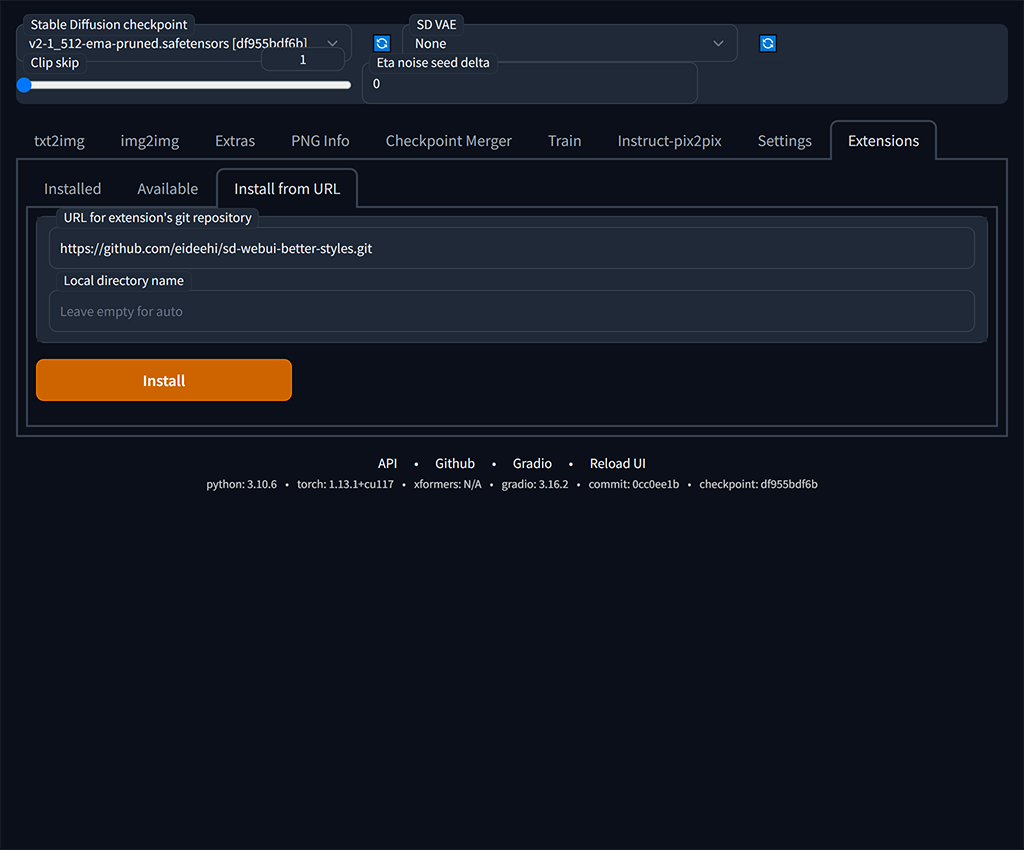 Stable Diffusion checkpoint
v2-1_512-ema-pruned.safetensors [df955bdf6b]
SD VAE
None
Clip skip
1
Eta noise seed delta
0
txt2img img2img Extras PNG Info Checkpoint Merger Train Instruct-pix2pix Settings Extensions
Installed Available Install from URL
URL for extension's git repository
https://github.com/eideehi/sd-webui-better-styles.git
Local directory name
Leave empty for auto
Install
API • Github • Gradio • Reload UI
python: 3.10.6 • torch: 1.13.1+cu117 • xformers: N/A • gradio: 3.16.2 • commit: 0cc0ee1b • checkpoint: df955bdf6b